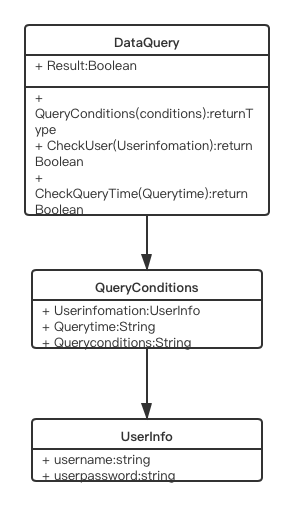 DataQuery
+ Result:Boolean
+
QueryConditions(conditions):returnT
ype
+ CheckUser(Userinfomation):return
Boolean
+
CheckQueryTime(Querytime):return
Boolean
QueryConditions
+ Userinfomation:UserInfo
+ Querytime:String
+ Queryconditions:String
UserInfo
+ username:string
+ userpassword:string